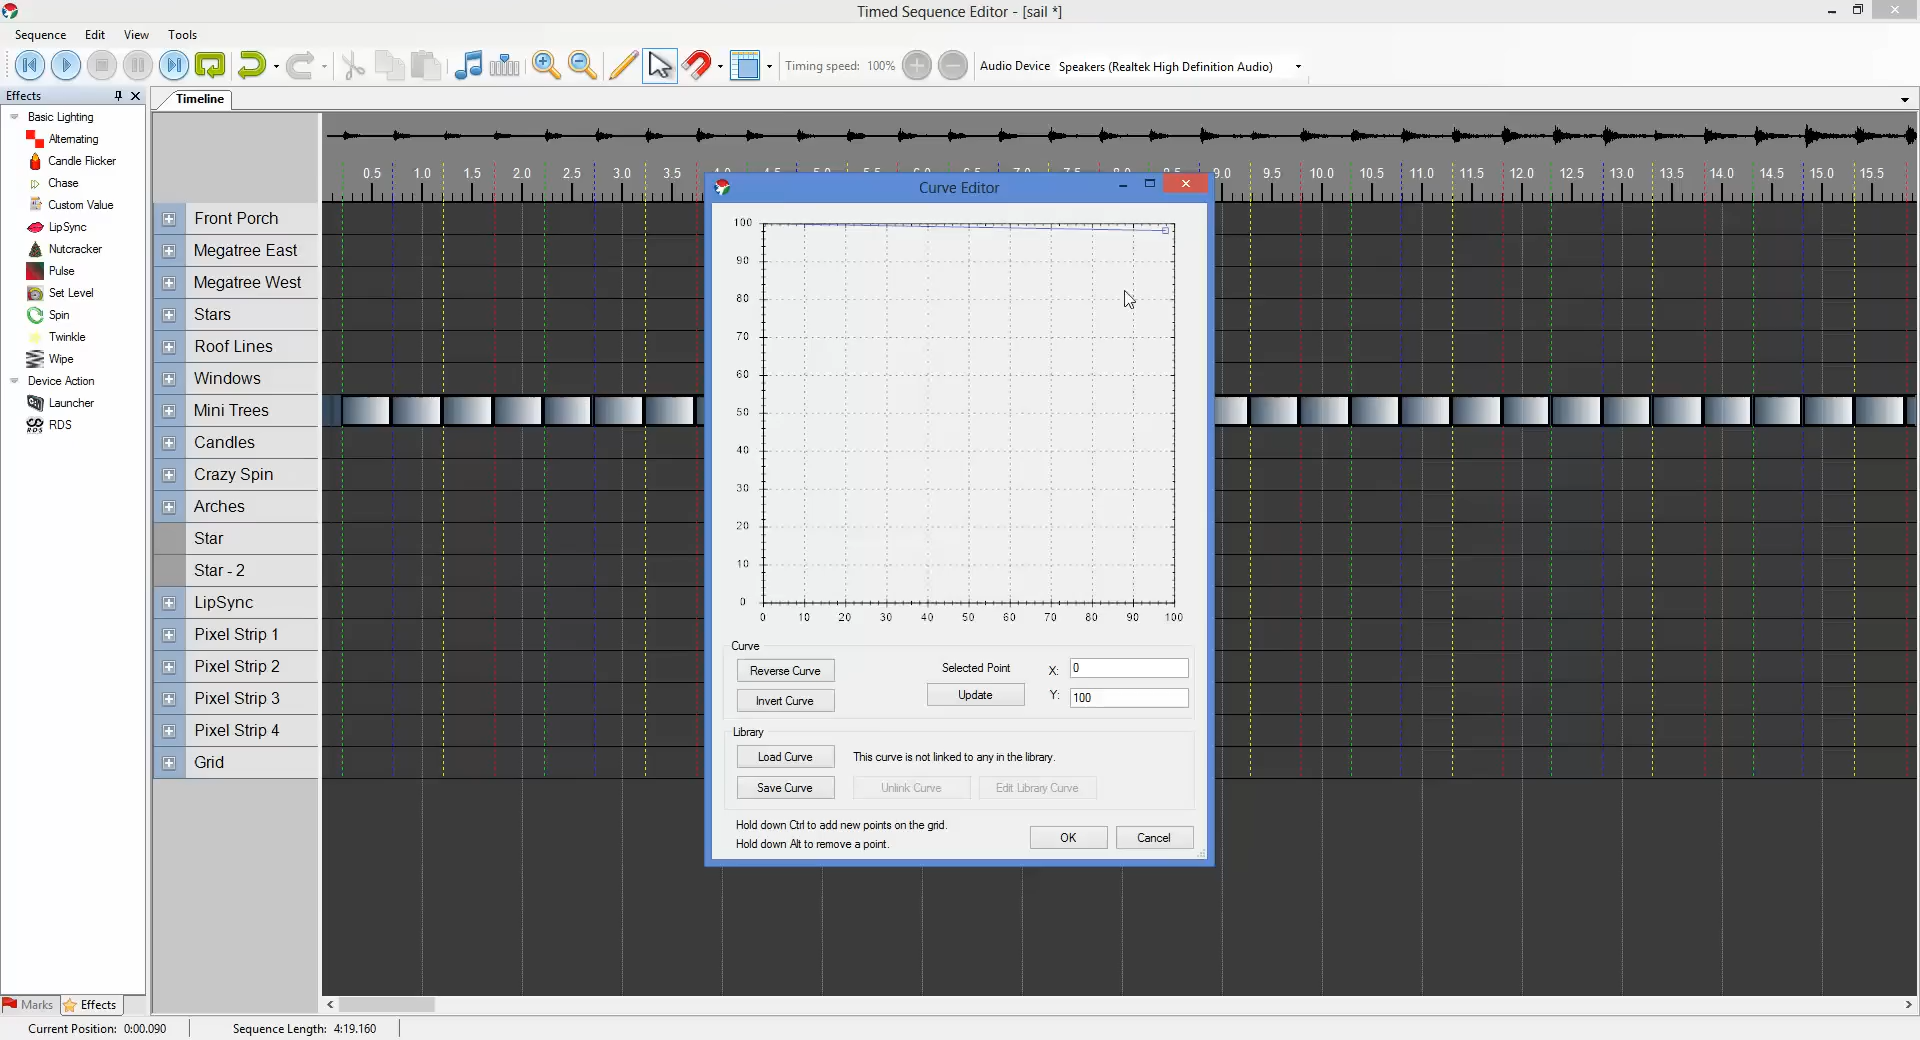 Timed Sequence Editor - [sail *]
Sequence Edit View Tools
Timing speed: 100% Audio Device Speakers (Realtek High Definition Audio)
Effects
Timeline
Basic Lighting
Alternating
Candle Flicker
Chase
Custom Value
LipSync
Nutcracker
Pulse
Set Level
Spin
Twinkle
Wipe
Device Action
Launcher
RDS
RDS
0.5 1.0 1.5 2.0 2.5 3.0 3.5 9.0 9.5 10.0 10.5 11.0 11.5 12.0 12.5 13.0 13.5 14.0 14.5 15.0 15.5
Front Porch
Megatree East
Megatree West
Stars
Roof Lines
Windows
Mini Trees
Candles
Crazy Spin
Arches
Star
Star - 2
LipSync
Pixel Strip 1
Pixel Strip 2
Pixel Strip 3
Pixel Strip 4
Grid
Curve Editor
100
90
80
70
60
50
40
30
20
10
0
0 10 20 30 40 50 60 70 80 90 100
Curve
Reverse Curve
Invert Curve
Selected Point
Update
X: 0
Y: 100
Library
Load Curve
This curve is not linked to any in the library.
Save Curve
Unlink Curve
Edit Library Curve
Hold down Ctrl to add new points on the grid.
Hold down Alt to remove a point.
OK
Cancel
Marks Effects
Current Position: 0:00.090 Sequence Length: 4:19.160